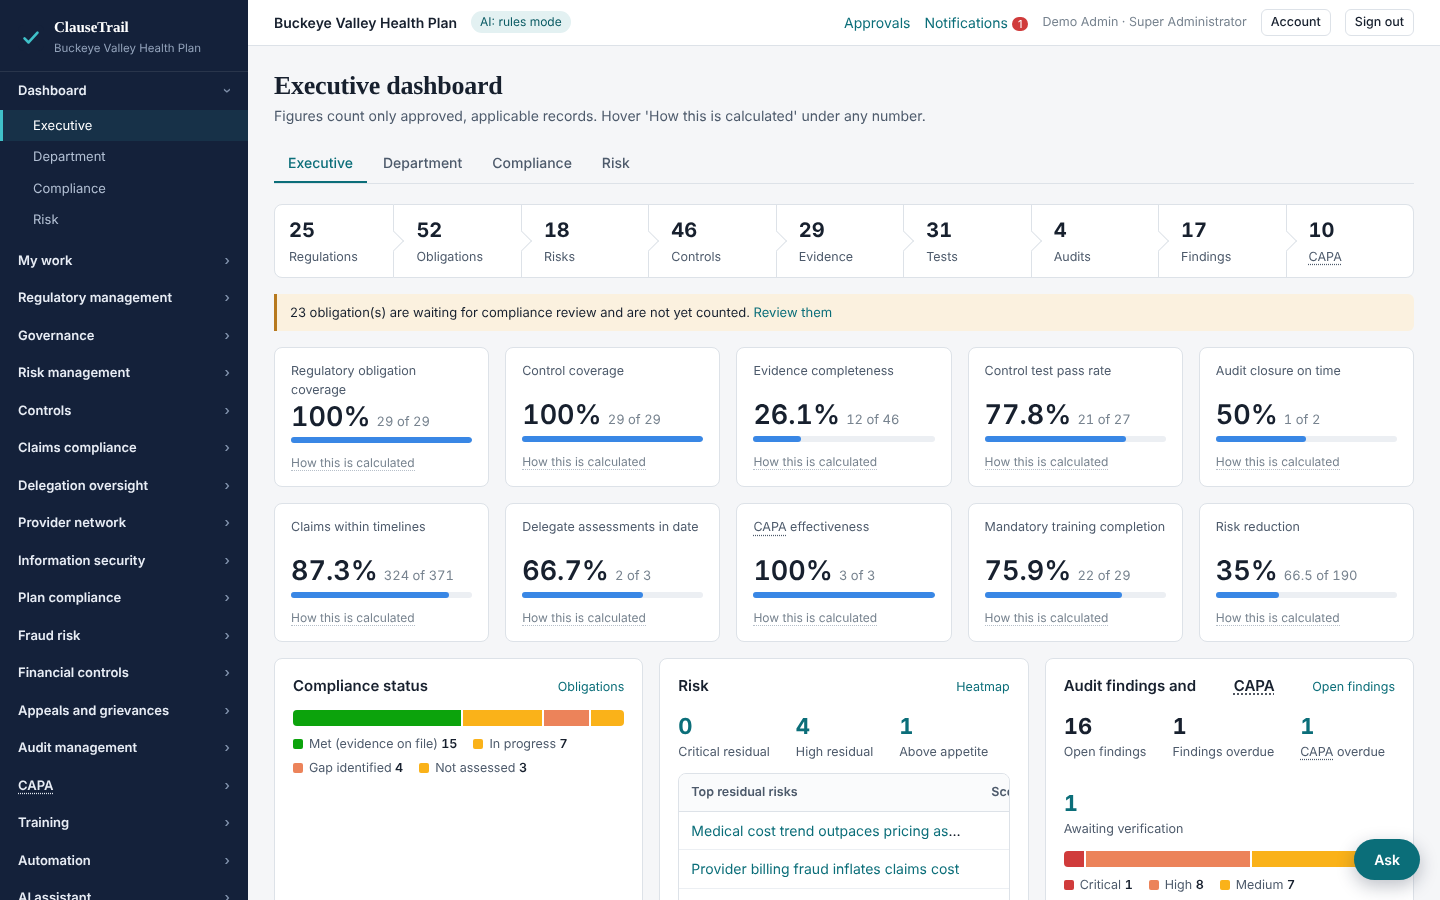 ClauseTrail
Buckeye Valley Health Plan
Dashboard
Executive
Department
Compliance
Risk
My work
Regulatory management
Governance
Risk management
Controls
Claims compliance
Delegation oversight
Provider network
Information security
Plan compliance
Fraud risk
Financial controls
Appeals and grievances
Audit management
CAPA
Training
Automation
AI assistant
Buckeye Valley Health Plan AI: rules mode Approvals Notifications 1 Demo Admin · Super Administrator Account Sign out
Executive dashboard
Figures count only approved, applicable records. Hover 'How this is calculated' under any number.
Executive Department Compliance Risk
25 52 18 46 29 31 4 17 10
Regulations Obligations Risks Controls Evidence Tests Audits Findings CAPA
23 obligation(s) are waiting for compliance review and are not yet counted. Review them
Regulatory obligation coverage
100% 29 of 29
How this is calculated
Control coverage
100% 29 of 29
How this is calculated
Evidence completeness
26.1% 12 of 46
How this is calculated
Control test pass rate
77.8% 21 of 27
How this is calculated
Audit closure on time
50% 1 of 2
How this is calculated
Claims within timelines
87.3% 324 of 371
How this is calculated
Delegate assessments in date
66.7% 2 of 3
How this is calculated
CAPA effectiveness
100% 3 of 3
How this is calculated
Mandatory training completion
75.9% 22 of 29
How this is calculated
Risk reduction
35% 66.5 of 190
How this is calculated
Compliance status Obligations
Met (evidence on file) 15 In progress 7
Gap identified 4 Not assessed 3
Risk Heatmap
0 4 1
Critical residual High residual Above appetite
Top residual risks
Medical cost trend outpaces pricing as...
Provider billing fraud inflates claims cost
Audit findings and CAPA Open findings
16 1 1
Open findings Findings overdue CAPA overdue
1
Awaiting verification
Critical 1 High 8 Medium 7
Ask